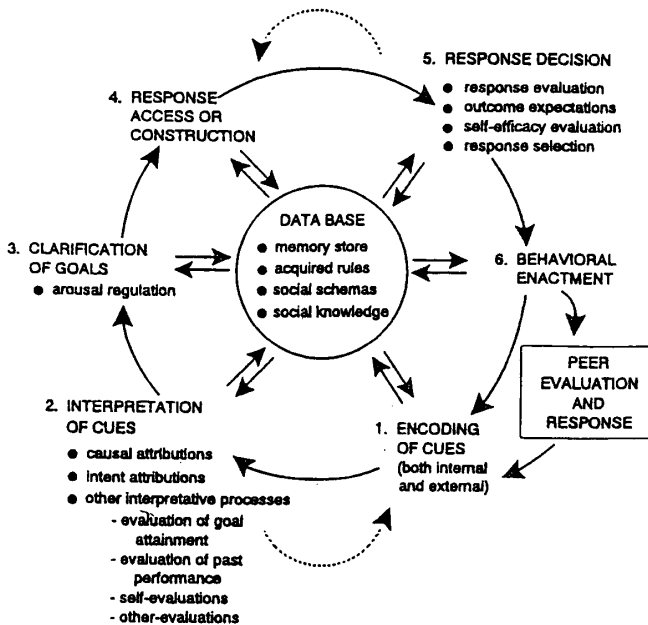 5. RESPONSE DECISION
● response evaluation
● outcome expectations
● self-efficacy evaluation
● response selection
4. RESPONSE
ACCESS OR
CONSTRUCTION
DATA BASE
● memory store
● acquired rules
● social schemas
● social knowledge
3. CLARIFICATION
OF GOALS
● arousal regulation
6. BEHAVIORAL
ENACTMENT
PEER
EVALUATION
AND
RESPONSE
2. INTERPRETATION
OF CUES
● causal attributions
● intent attributions
● other interpretative processes
- evaluation of goal
attainment
- evaluation of past
performance
- self-evaluations
- other-evaluations
1. ENCODING
OF CUES
(both internal
and external)